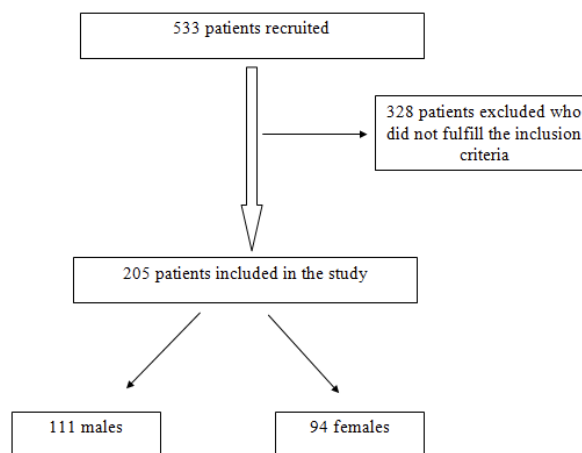 533 patients recruited
328 patients excluded who
did not fulfill the inclusion
criteria
205 patients included in the study
111 males
94 females